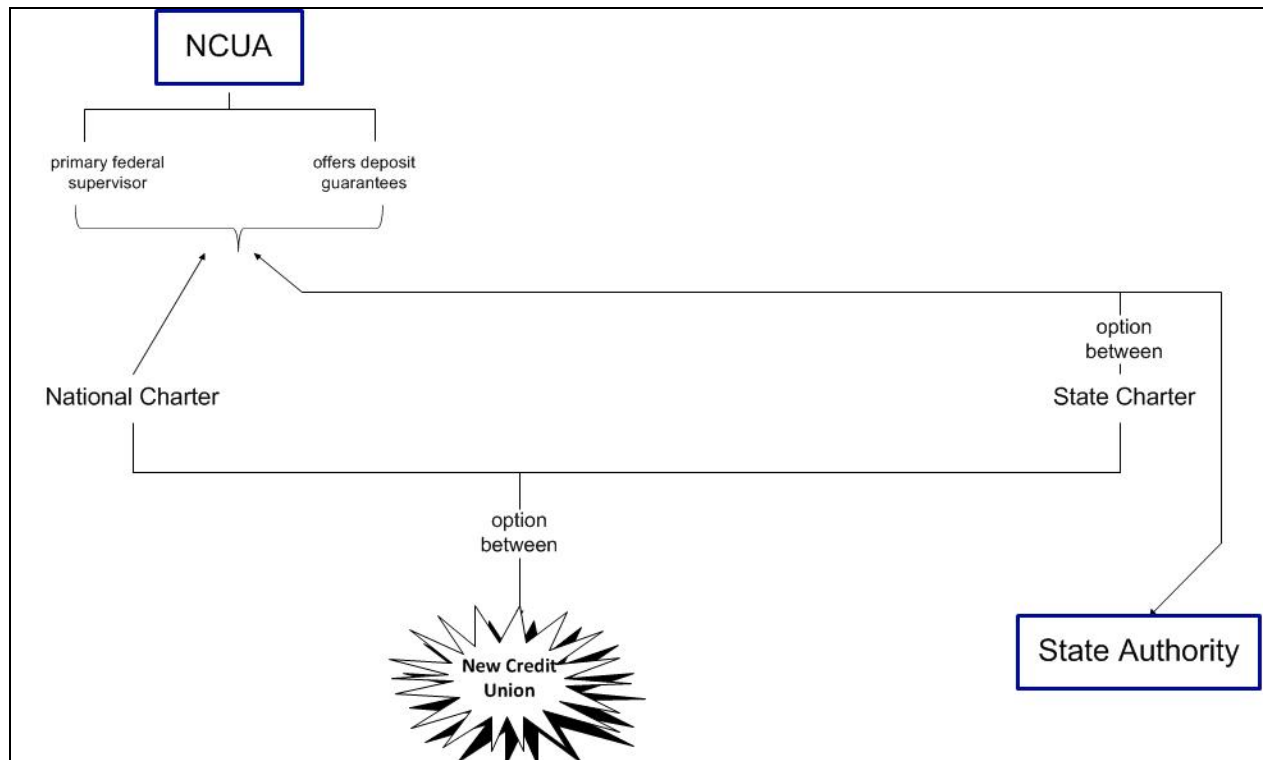 NCUA
primary federal
supervisor
offers deposit
guarantees
option
between
National Charter
State Charter
option
between
New Credit
Union
State Authority